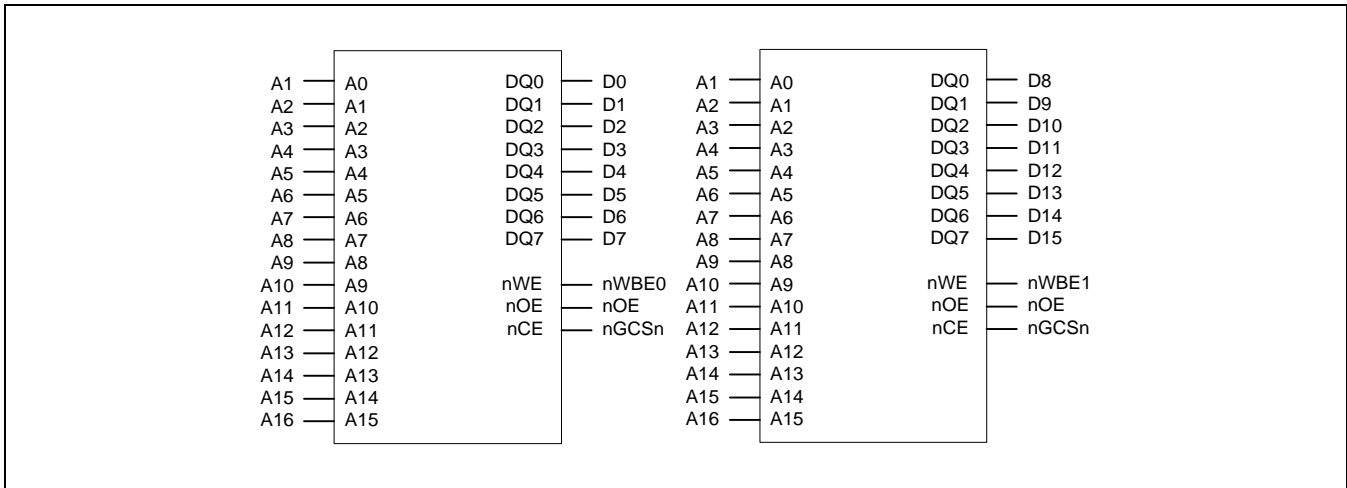 A1 A0 DQ0 D0 A1 A0 DQ0 D8
A2 A1 DQ1 D1 A2 A1 DQ1 D9
A3 A2 DQ2 D2 A3 A2 DQ2 D10
A4 A3 DQ3 D3 A4 A3 DQ3 D11
A5 A4 DQ4 D4 A5 A4 DQ4 D12
A6 A5 DQ5 D5 A6 A5 DQ5 D13
A7 A6 DQ6 D6 A7 A6 DQ6 D14
A8 A7 DQ7 D7 A8 A7 DQ7 D15
A9 A8 A9 A8
A10 A9 nWE nWBE0 A10 A9 nWE nWBE1
A11 A10 nOE nOE A11 A10 nOE nOE
A12 A11 nCE nGCSn A12 A11 nCE nGCSn
A13 A12 A13 A12
A14 A13 A14 A13
A15 A14 A15 A14
A16 A15 A16 A15